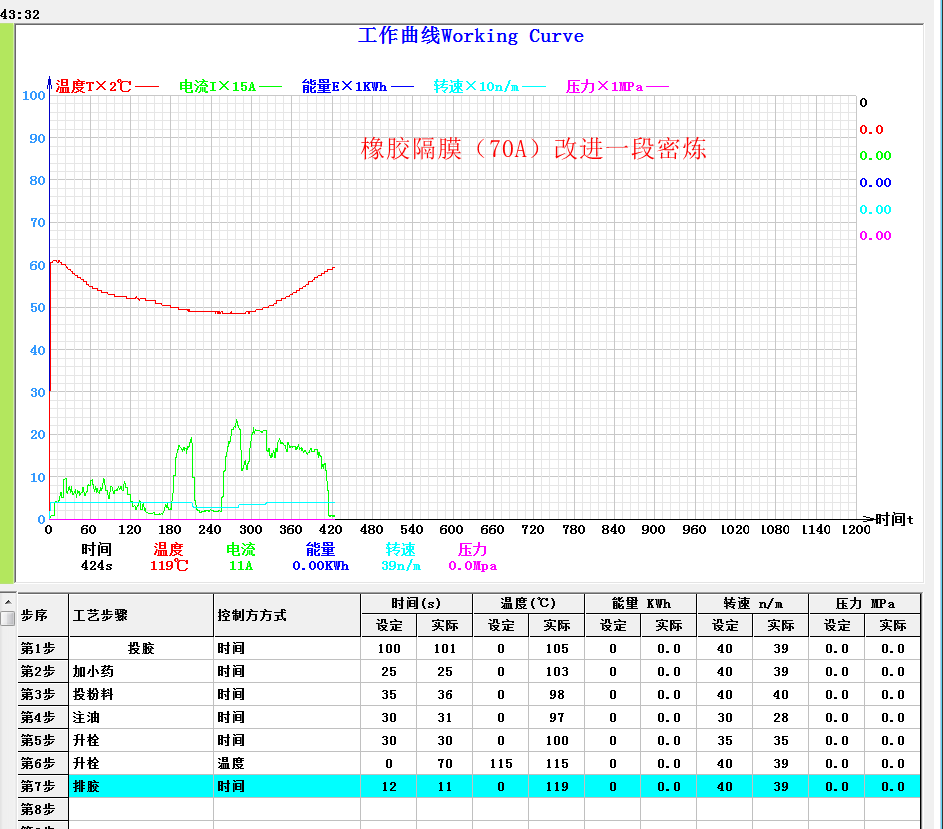 43:32
工作曲线Working Curve
温度T×2℃ 电流I×15A 能量E×1KWh 转速×10n/m 压力×1MPa
100 0
0.0
90 橡胶隔膜（70A）改进一段密炼
0.00
80 0.00
0.00
70 0.00
60
50
40
30
20
10
0 时间t
0 60 120 180 240 300 360 420 480 540 600 660 720 780 840 900 960 1020 1080 1140 1200
时间 温度 电流 能量 转速 压力
424s 119℃ 11A 0.00KWh 39n/m 0.0Mpa
步序 工艺步骤 控制方方式 时间(s) 温度(℃) 能量 KWh 转速 n/m 压力 MPa
设定 实际 设定 实际 设定 实际 设定 实际 设定 实际
第1步 投胶 时间 100 101 0 105 0 0.0 40 39 0.0 0.0
第2步 加小药 时间 25 25 0 103 0 0.0 40 39 0.0 0.0
第3步 投粉料 时间 35 36 0 98 0 0.0 40 40 0.0 0.0
第4步 注油 时间 30 31 0 97 0 0.0 30 28 0.0 0.0
第5步 升栓 时间 30 30 0 100 0 0.0 35 35 0.0 0.0
第6步 升栓 温度 0 70 115 115 0 0.0 40 39 0.0 0.0
第7步 排胶 时间 12 11 0 119 0 0.0 40 39 0.0 0.0
第8步